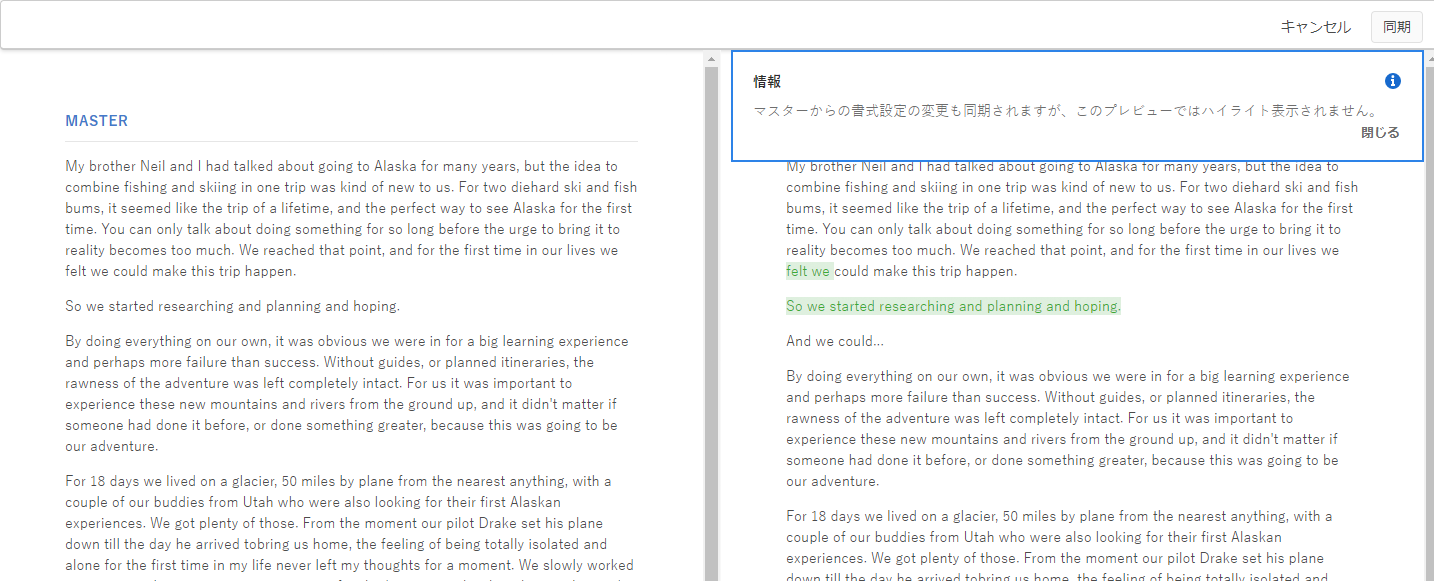 キャンセル 同期
MASTER
My brother Neil and I had talked about going to Alaska for many years, but the idea to
combine fishing and skiing in one trip was kind of new to us. For two diehard ski and fish
bums, it seemed like the trip of a lifetime, and the perfect way to see Alaska for the first
time. You can only talk about doing something for so long before the urge to bring it to
reality becomes too much. We reached that point, and for the first time in our lives we
felt we could make this trip happen.
So we started researching and planning and hoping.
By doing everything on our own, it was obvious we were in for a big learning experience
and perhaps more failure than success. Without guides, or planned itineraries, the
rawness of the adventure was left completely intact. For us it was important to
experience these new mountains and rivers from the ground up, and it didn't matter if
someone had done it before, or done something greater, because this was going to be
our adventure.
For 18 days we lived on a glacier, 50 miles by plane from the nearest anything, with a
couple of our buddies from Utah who were also looking for their first Alaskan
experiences. We got plenty of those. From the moment our pilot Drake set his plane
down till the day he arrived tobring us home, the feeling of being totally isolated and
alone for the first time in my life never left my thoughts for a moment. We slowly worked
情報
マスターからの書式設定の変更も同期されますが、このプレビューではハイライト表示されません。
閉じる
My brother Neil and I had talked about going to Alaska for many years, but the idea to
combine fishing and skiing in one trip was kind of new to us. For two diehard ski and fish
bums, it seemed like the trip of a lifetime, and the perfect way to see Alaska for the first
time. You can only talk about doing something for so long before the urge to bring it to
reality becomes too much. We reached that point, and for the first time in our lives we
felt we could make this trip happen.
So we started researching and planning and hoping.
And we could...
By doing everything on our own, it was obvious we were in for a big learning experience
and perhaps more failure than success. Without guides, or planned itineraries, the
rawness of the adventure was left completely intact. For us it was important to
experience these new mountains and rivers from the ground up, and it didn't matter if
someone had done it before, or done something greater, because this was going to be
our adventure.
For 18 days we lived on a glacier, 50 miles by plane from the nearest anything, with a
couple of our buddies from Utah who were also looking for their first Alaskan
experiences. We got plenty of those. From the moment our pilot Drake set his plane
down till the day he arrived tobring us home, the feeling of being totally isolated and